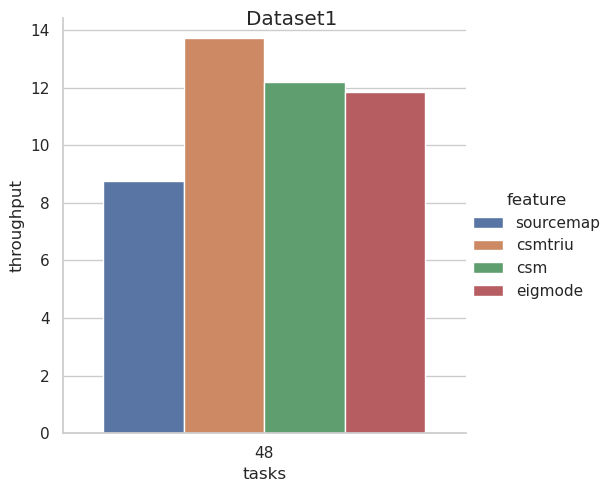 Dataset1
throughput
14
12
10
8
6
4
2
0
48
tasks
feature
sourcemap
csmtriu
csm
eigmode